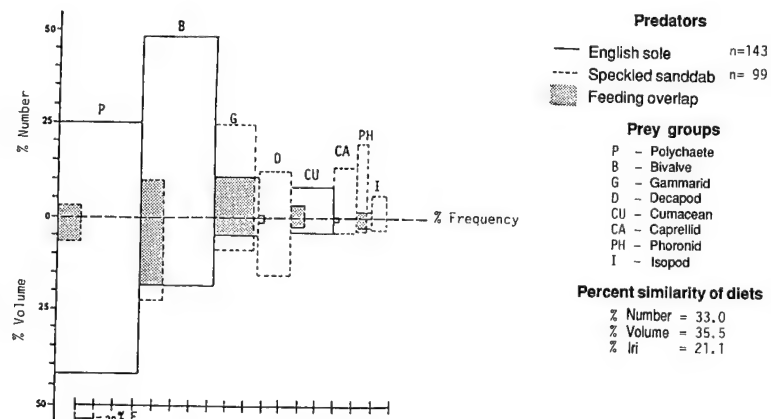 50
25
0
25
50
% Number
% Volume
P
B
G
D
CU
CA
PH
I
% Frequency
Predators
English sole n=143
Speckled sanddab n= 99
Feeding overlap
Prey groups
P – Polychaete
B – Bivalve
G – Gammarid
D – Decapod
CU – Cumacean
CA – Caprellid
PH – Phoronid
I – Isopod
Percent similarity of diets
% Number = 33.0
% Volume = 35.5
% Iri = 21.1